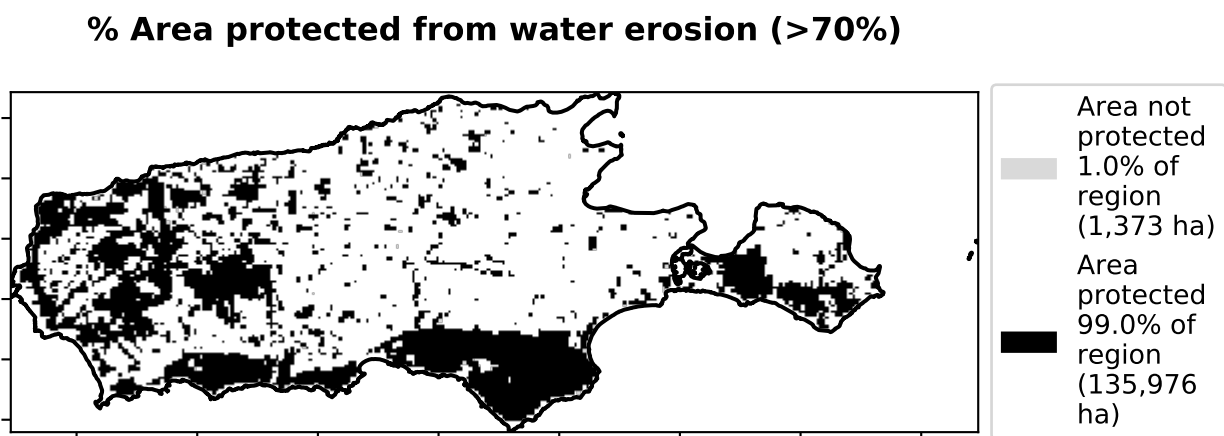 % Area protected from water erosion (>70%)
Area not
protected
1.0% of
region
(1,373 ha)
Area
protected
99.0% of
region
(135,976
ha)